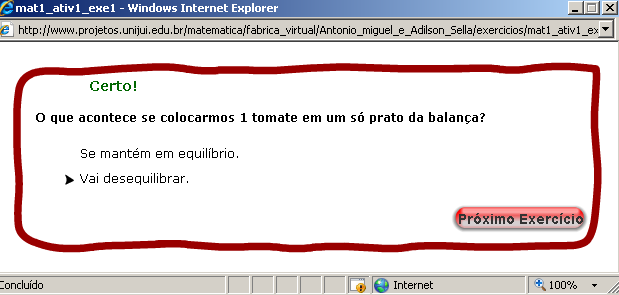 mat1_ativ1_exe1 - Windows Internet Explorer
http://www.projetos.unijui.edu.br/matematica/fabrica_virtual/Antonio_miguel_e_Adilson_Sella/exercicios/mat1_ativ1_ex
Certo!
O que acontece se colocarmos 1 tomate em um só prato da balança?
Se mantém em equilíbrio.
Vai desequilibrar.
Próximo Exercício
Concluído
Internet
100%